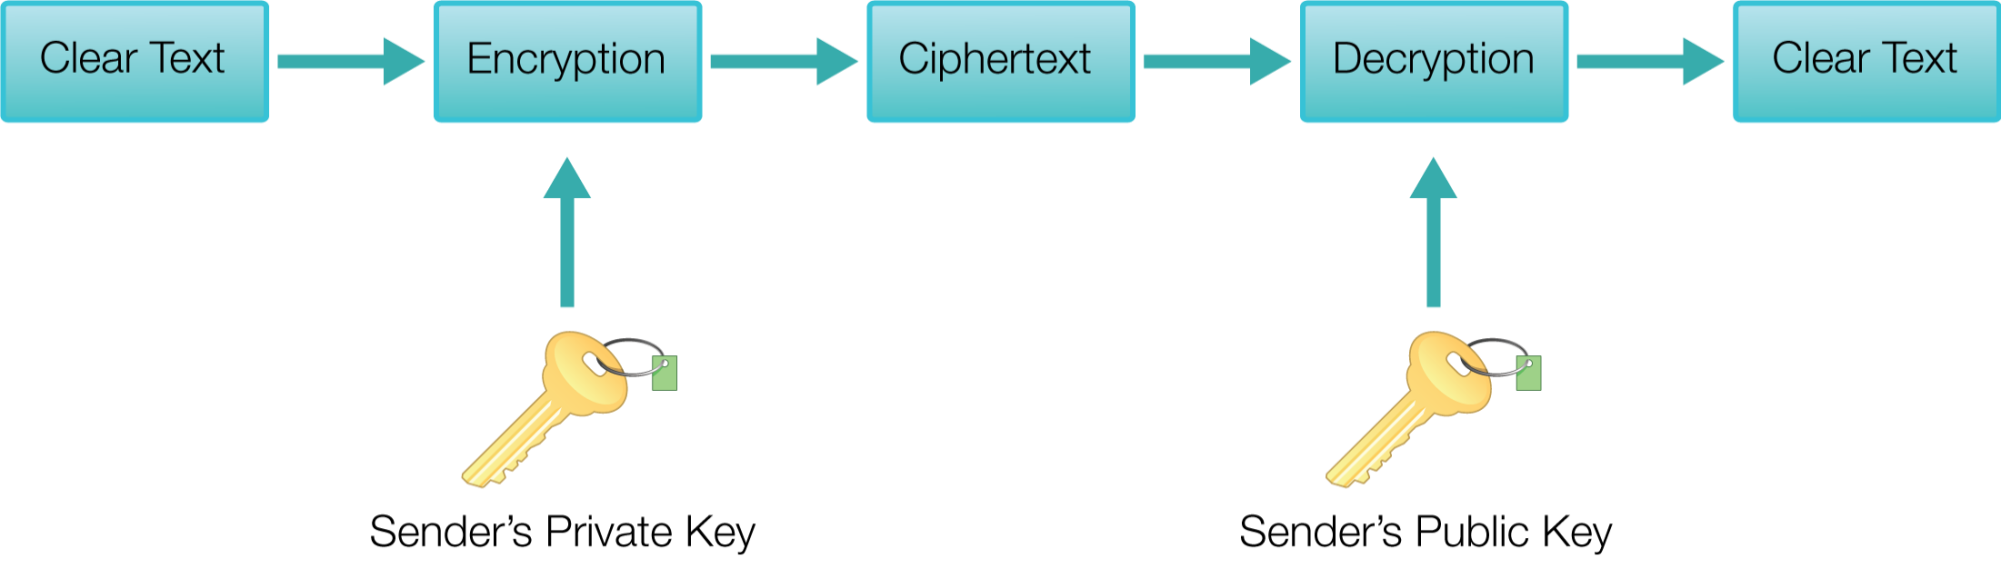 Clear Text
Encryption
Ciphertext
Decryption
Clear Text
Sender’s Private Key
Sender’s Public Key